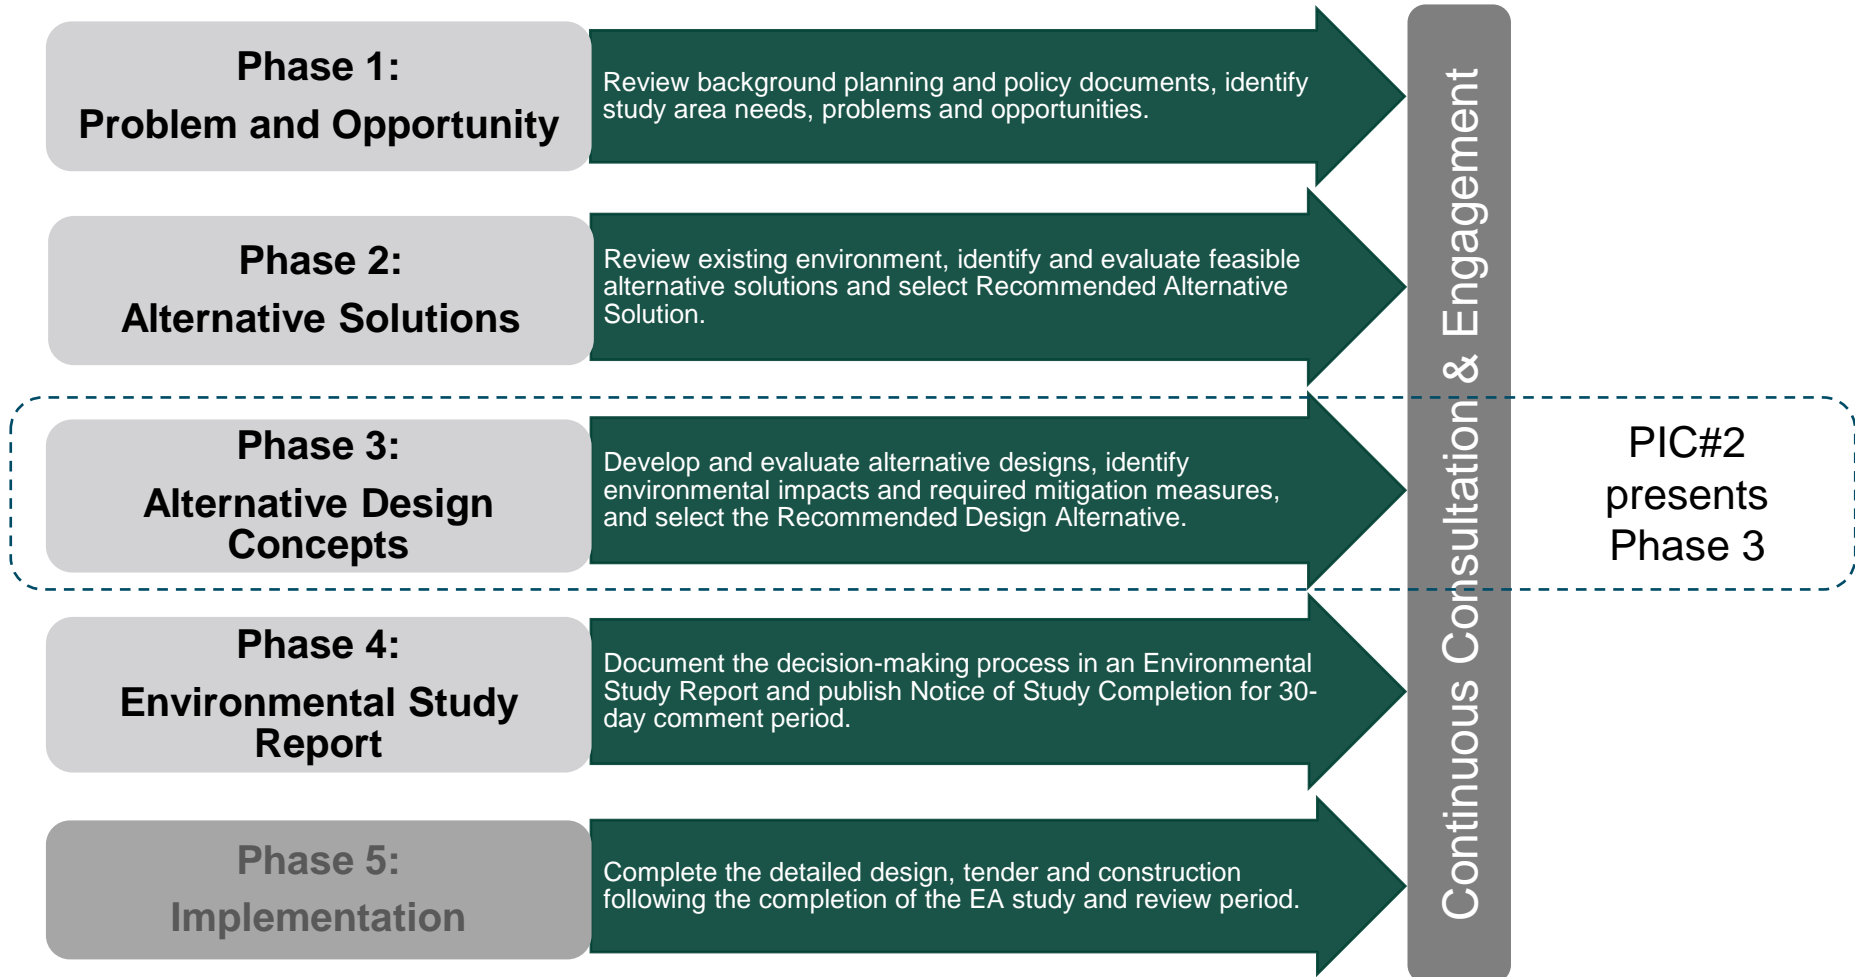 Phase 1:
Problem and Opportunity
Review background planning and policy documents, identify
study area needs, problems and opportunities.
Phase 2:
Alternative Solutions
Review existing environment, identify and evaluate feasible
alternative solutions and select Recommended Alternative
Solution.
Phase 3:
Alternative Design
Concepts
Develop and evaluate alternative designs, identify
environmental impacts and required mitigation measures,
and select the Recommended Design Alternative.
Phase 4:
Environmental Study
Report
Document the decision-making process in an Environmental
Study Report and publish Notice of Study Completion for 30-
day comment period.
Phase 5:
Implementation
Complete the detailed design, tender and construction
following the completion of the EA study and review period.
Continuous Consultation & Engagement
PIC#2
presents
Phase 3